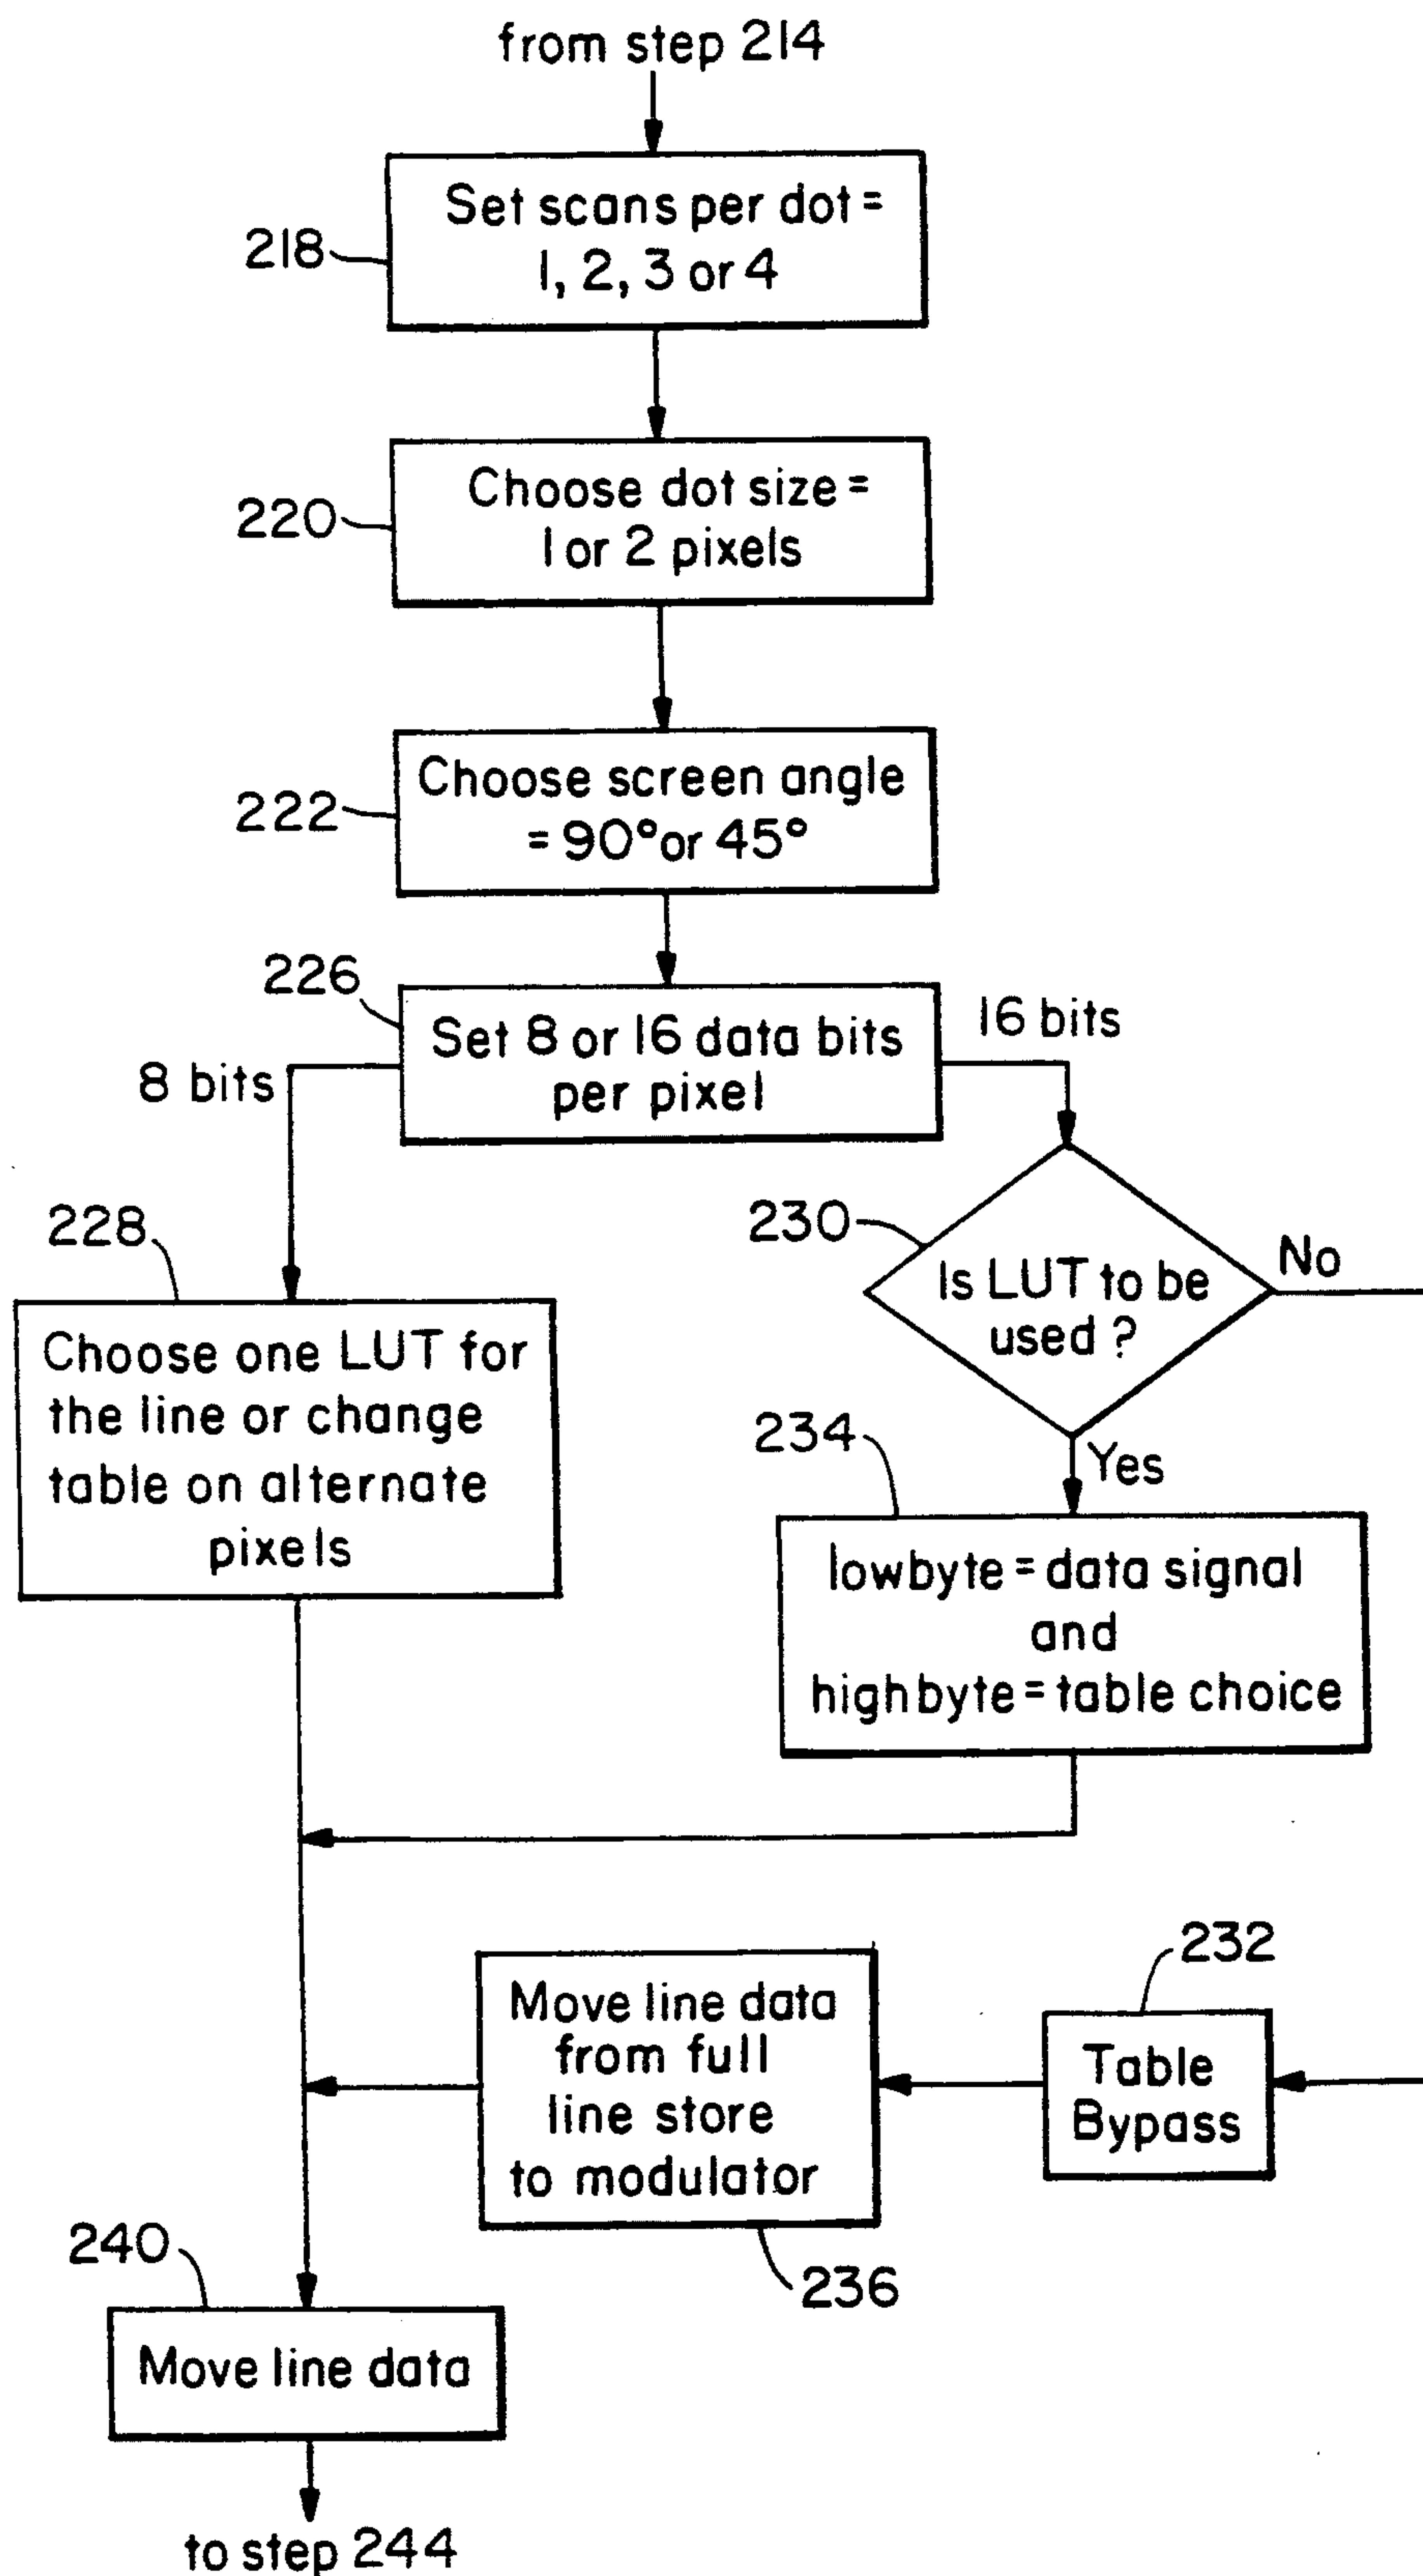 from step 214
218
Set scans per dot =
1, 2, 3 or 4
220
Choose dot size =
1 or 2 pixels
222
Choose screen angle
= 90° or 45°
226
Set 8 or 16 data bits
per pixel
8 bits
16 bits
228
Choose one LUT for
the line or change
table on alternate
pixels
230
Is LUT to be
used ?
No
Yes
234
lowbyte = data signal
and
highbyte = table choice
232
Table
Bypass
Move line data
from full
line store
to modulator
236
240
Move line data
to step 244